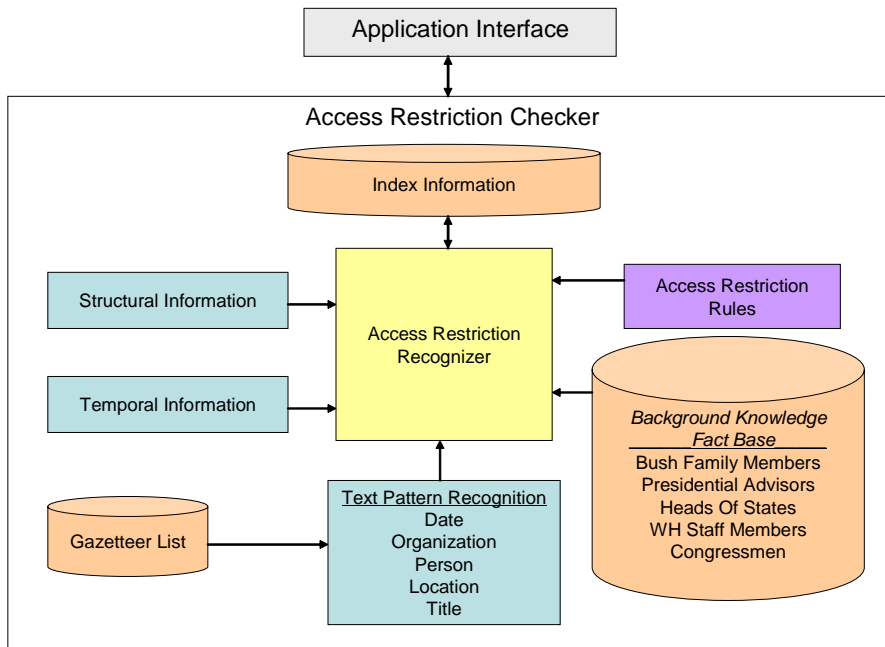 Application Interface
Access Restriction Checker
Index Information
Structural Information
Access Restriction
Recognizer
Access Restriction
Rules
Temporal Information
Background Knowledge
Fact Base
Bush Family Members
Presidential Advisors
Heads Of States
WH Staff Members
Congressmen
Gazetteer List
Text Pattern Recognition
Date
Organization
Person
Location
Title